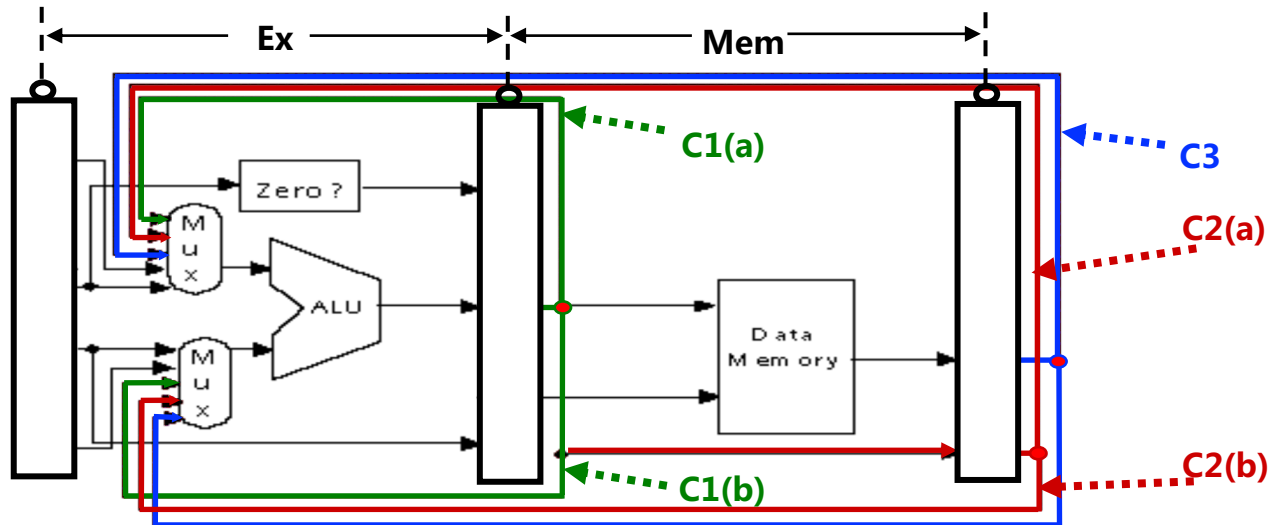 Ex
Mem
C1(a)
C3
Zero ?
M
u
x
C2(a)
ALU
Data
Memory
M
u
x
C1(b)
C2(b)